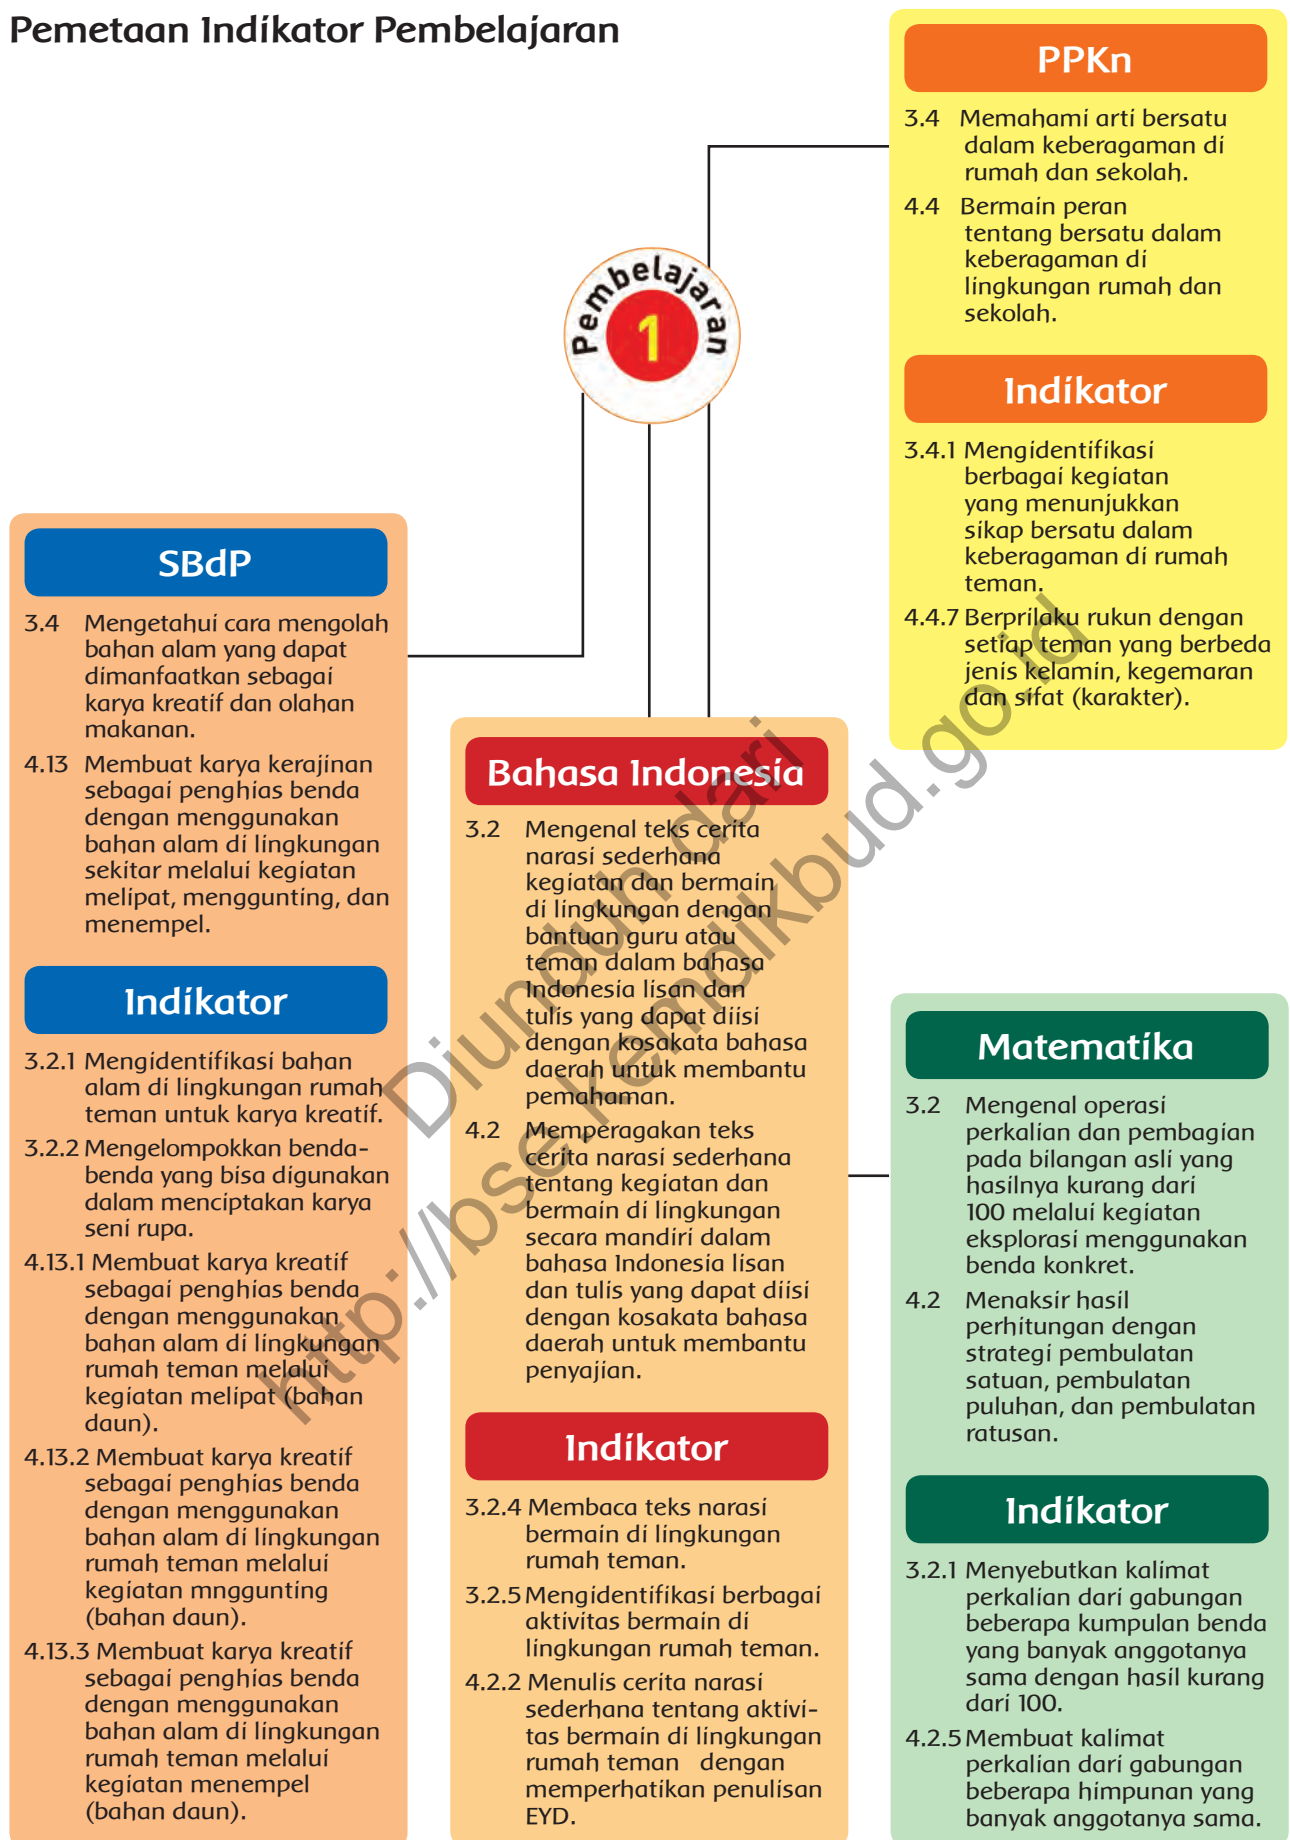 Pemetaan Indikator Pembelajaran
PPKn
3.4 Memahami arti bersatu
dalam keberagaman di
rumah dan sekolah.
4.4 Bermain peran
tentang bersatu dalam
keberagaman di
lingkungan rumah dan
sekolah.
Indikator
3.4.1 Mengidentifikasi
berbagai kegiatan
yang menunjukkan
sikap bersatu dalam
keberagaman di rumah
teman.
4.4.7 Berprilaku rukun dengan
setiap teman yang berbeda
jenis kelamin, kegemaran
dan sifat (karakter).
Pembelajaran
1
SBdP
3.4 Mengetahui cara mengolah
bahan alam yang dapat
dimanfaatkan sebagai
karya kreatif dan olahan
makanan.
4.13 Membuat karya kerajinan
sebagai penghias benda
dengan menggunakan
bahan alam di lingkungan
sekitar melalui kegiatan
melipat, menggunting, dan
menempel.
Indikator
3.2.1 Mengidentifikasi bahan
alam di lingkungan rumah
teman untuk karya kreatif.
3.2.2 Mengelompokkan benda-
benda yang bisa digunakan
dalam menciptakan karya
seni rupa.
4.13.1 Membuat karya kreatif
sebagai penghias benda
dengan menggunakan
bahan alam di lingkungan
rumah teman melalui
kegiatan melipat (bahan
daun).
4.13.2 Membuat karya kreatif
sebagai penghias benda
dengan menggunakan
bahan alam di lingkungan
rumah teman melalui
kegiatan mnggunting
(bahan daun).
4.13.3 Membuat karya kreatif
sebagai penghias benda
dengan menggunakan
bahan alam di lingkungan
rumah teman melalui
kegiatan menempel
(bahan daun).
Bahasa Indonesia
3.2 Mengenal teks cerita
narasi sederhana
kegiatan dan bermain
di lingkungan dengan
bantuan guru atau
teman dalam bahasa
Indonesia lisan dan
tulis yang dapat diisi
dengan kosakata bahasa
daerah untuk membantu
pemahaman.
4.2 Memperagakan teks
cerita narasi sederhana
tentang kegiatan dan
bermain di lingkungan
secara mandiri dalam
bahasa Indonesia lisan
dan tulis yang dapat diisi
dengan kosakata bahasa
daerah untuk membantu
penyajian.
Indikator
3.2.4 Membaca teks narasi
bermain di lingkungan
rumah teman.
3.2.5 Mengidentifikasi berbagai
aktivitas bermain di
lingkungan rumah teman.
4.2.2 Menulis cerita narasi
sederhana tentang aktivi-
tas bermain di lingkungan
rumah teman dengan
memperhatikan penulisan
EYD.
Matematika
3.2 Mengenal operasi
perkalian dan pembagian
pada bilangan asli yang
hasilnya kurang dari
100 melalui kegiatan
eksplorasi menggunakan
benda konkret.
4.2 Menaksir hasil
perhitungan dengan
strategi pembulatan
satuan, pembulatan
puluhan, dan pembulatan
ratusan.
Indikator
3.2.1 Menyebutkan kalimat
perkalian dari gabungan
beberapa kumpulan benda
yang banyak anggotanya
sama dengan hasil kurang
dari 100.
4.2.5 Membuat kalimat
perkalian dari gabungan
beberapa himpunan yang
banyak anggotanya sama.
Diunduh dari
http://bse.kemdikbud.go.id